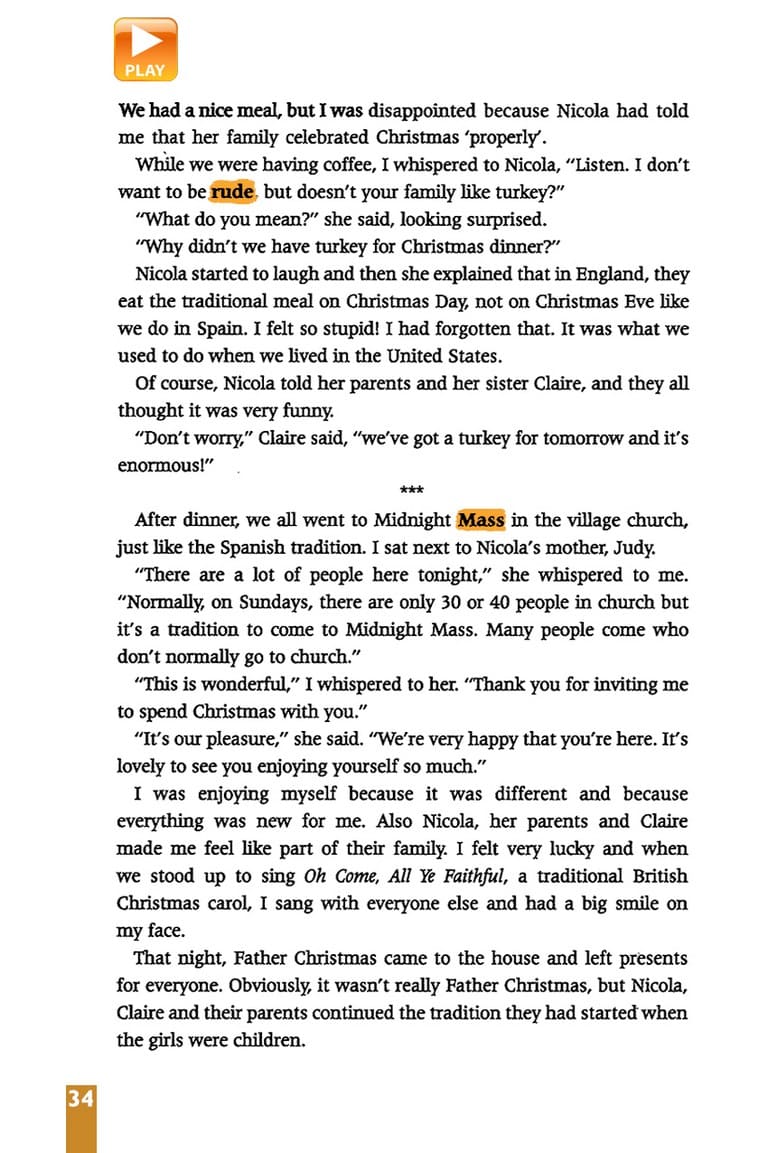 PLAY
We had a nice meal, but I was disappointed because Nicola had told
me that her family celebrated Christmas ‘properly’.
While we were having coffee, I whispered to Nicola, “Listen. I don’t
want to be rude, but doesn’t your family like turkey?”
“What do you mean?” she said, looking surprised.
“Why didn’t we have turkey for Christmas dinner?”
Nicola started to laugh and then she explained that in England, they
eat the traditional meal on Christmas Day, not on Christmas Eve like
we do in Spain. I felt so stupid! I had forgotten that. It was what we
used to do when we lived in the United States.
Of course, Nicola told her parents and her sister Claire, and they all
thought it was very funny.
“Don’t worry,” Claire said, “we’ve got a turkey for tomorrow and it’s
enormous!”
***
After dinner, we all went to Midnight Mass in the village church,
just like the Spanish tradition. I sat next to Nicola’s mother, Judy.
“There are a lot of people here tonight,” she whispered to me.
“Normally, on Sundays, there are only 30 or 40 people in church but
it’s a tradition to come to Midnight Mass. Many people come who
don’t normally go to church.”
“This is wonderful,” I whispered to her. “Thank you for inviting me
to spend Christmas with you.”
“It’s our pleasure,” she said. “We’re very happy that you’re here. It’s
lovely to see you enjoying yourself so much.”
I was enjoying myself because it was different and because
everything was new for me. Also Nicola, her parents and Claire
made me feel like part of their family. I felt very lucky and when
we stood up to sing Oh Come, All Ye Faithful, a traditional British
Christmas carol, I sang with everyone else and had a big smile on
my face.
That night, Father Christmas came to the house and left presents
for everyone. Obviously, it wasn’t really Father Christmas, but Nicola,
Claire and their parents continued the tradition they had started when
the girls were children.
34